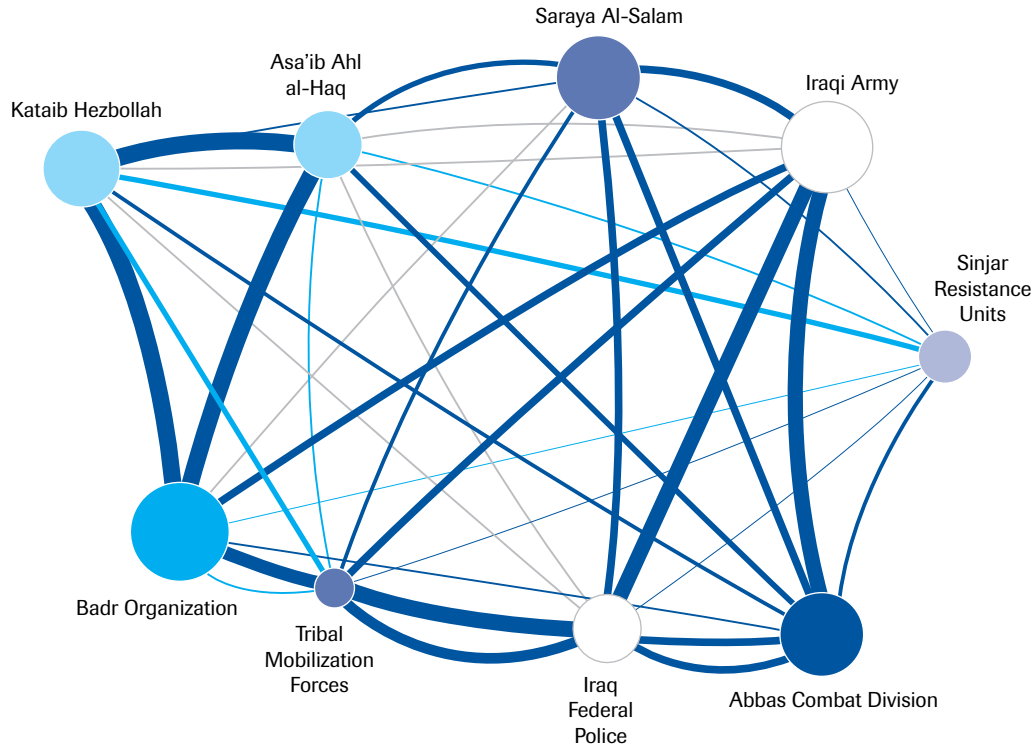 Saraya Al-Salam
Asa’ib Ahl
al-Haq
Iraqi Army
Kataib Hezbollah
Sinjar
Resistance
Units
Badr Organization
Tribal
Mobilization
Forces
Iraq
Federal
Police
Abbas Combat Division